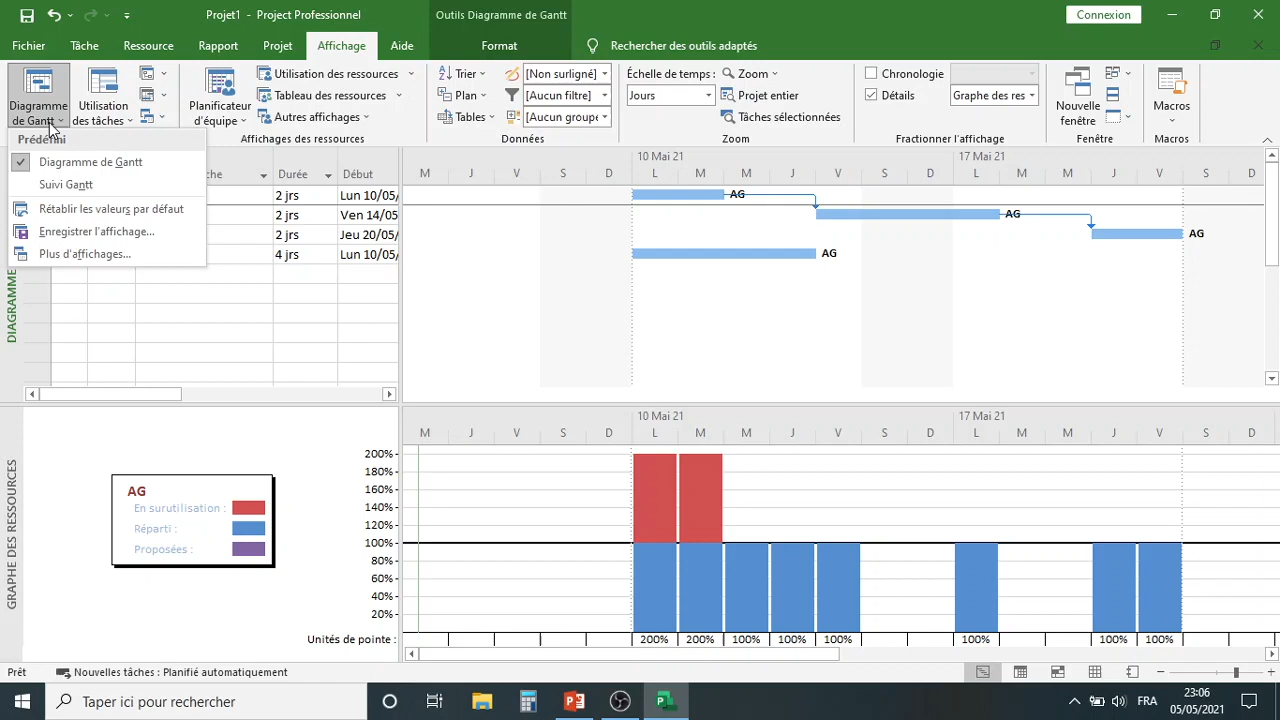 Projet1 - Project Professionnel
Outils Diagramme de Gantt
Connexion
Fichier
Tâche
Ressource
Rapport
Projet
Affichage
Aide
Format
Rechercher des outils adaptés
Diagramme de Gantt
Utilisation des tâches
Planificateur d'équipe
Utilisation des ressources
Tableau des ressources
Autres affichages
Affichages des ressources
Trier
Plan
Tables
[Non surligné]
[Aucun filtre]
[Aucun groupe
Données
Échelle de temps :
Jours
Zoom
Projet entier
Tâches sélectionnées
Zoom
Chronologie
Détails
Graphe des res
Fractionner l'affichage
Nouvelle fenêtre
Fenêtre
Macros
Macros
Prédéfini
Diagramme de Gantt
Suivi Gantt
Rétablir les valeurs par défaut
Enregistrer l'affichage...
Plus d'affichages...
che
Durée
Début
2 jrs
Lun 10/05/
2 jrs
Ven 14/05
2 jrs
Jeu 20/05/
4 jrs
Lun 10/05/
DIAGRAMME
10 Mai 21
17 Mai 21
M J V S D L M M J V S D L M M J V S D
AG
AG
AG
AG
GRAPHE DES RESSOURCES
AG
En surutilisation :
Réparti :
Proposées :
10 Mai 21
17 Mai 21
M J V S D L M M J V S D L M M J V S D
200%
180%
160%
140%
120%
100%
80%
60%
40%
20%
Unités de pointe :
200% 200% 100% 100% 100% 100% 100% 100%
Prêt
Nouvelles tâches : Planifié automatiquement
Taper ici pour rechercher
FRA
23:06
05/05/2021